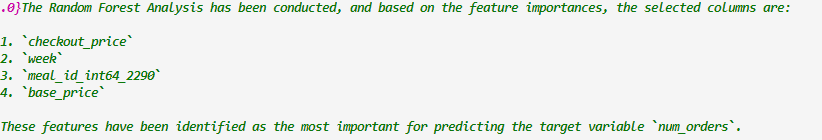 .0}The Random Forest Analysis has been conducted, and based on the feature importances, the selected columns are:
1. `checkout_price`
2. `week`
3. `meal_id_int64_2290`
4. `base_price`
These features have been identified as the most important for predicting the target variable `num_orders`.